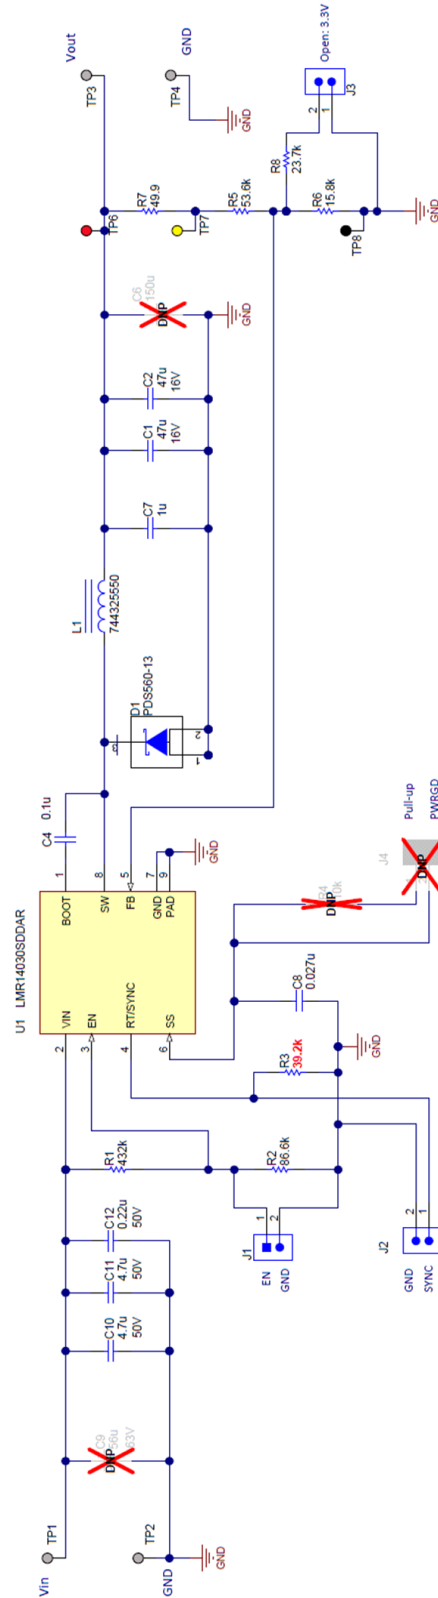 Vin
TP1
TP2
GND
GND
C9
56u
63V
DNP
C10
4.7u
50V
C11
4.7u
50V
C12
0.22u
50V
R1
432k
R2
86.6k
J1
1
2
EN
GND
J2
2
1
GND
SYNC
R3
39.2k
GND
C8
0.027u
R4
10k
DNP
J4
DNP
Pull-up
PWRGD
U1
LMR14030SDDAR
2
VIN
3
EN
4
RT/SYNC
6
SS
BOOT
1
SW
8
FB
5
GND
7
PAD
9
GND
C4
0.1u
D1
PDS560-13
3
1
2
L1
744325550
C7
1u
C1
47u
16V
C2
47u
16V
C6
150u
DNP
GND
TP6
R7
49.9
TP7
R5
53.6k
R8
23.7k
R6
15.8k
TP8
GND
Vout
TP3
GND
TP4
GND
2
1
J3
Open: 3.3V